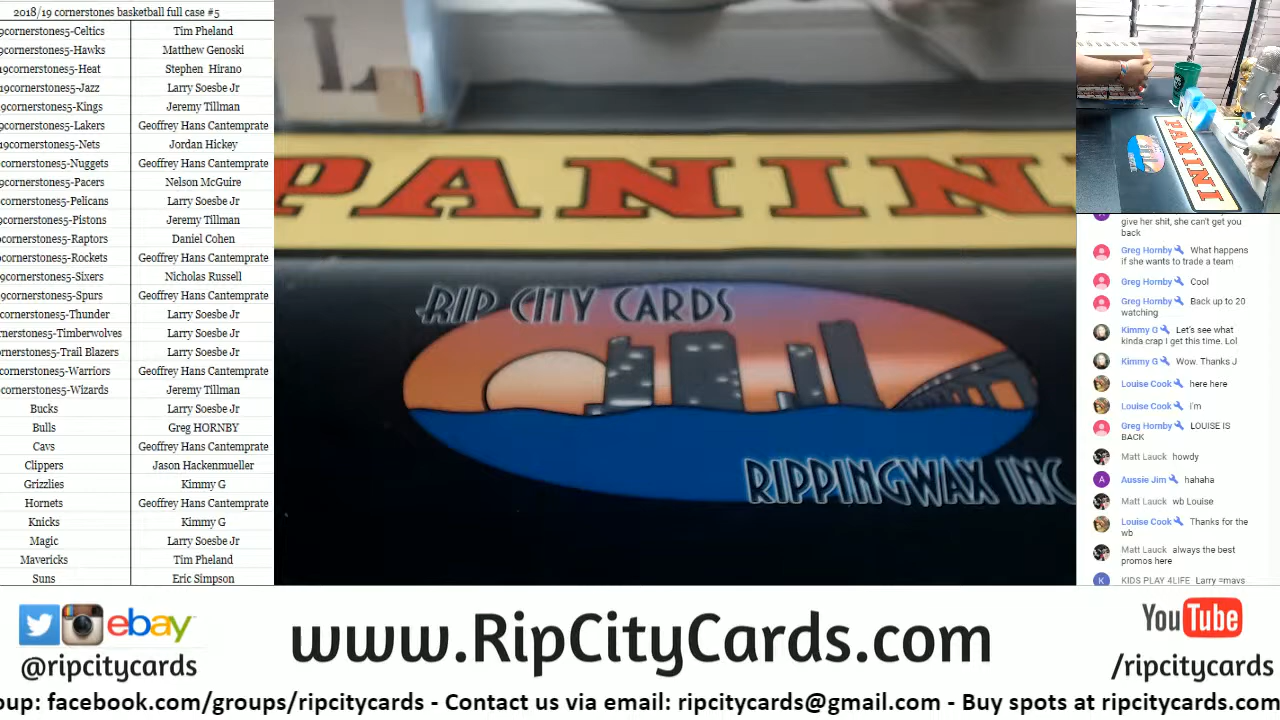 2018/19 cornerstones basketball full case #5
9cornerstones5-Celtics Tim Pheland
9cornerstones5-Hawks Matthew Genoski
19cornerstones5-Heat Stephen Hirano
19cornerstones5-Jazz Larry Soesbe Jr
9cornerstones5-Kings Jeremy Tillman
9cornerstones5-Lakers Geoffrey Hans Cantemprate
19cornerstones5-Nets Jordan Hickey
cornerstones5-Nuggets Geoffrey Hans Cantemprate
9cornerstones5-Pacers Nelson McGuire
cornerstones5-Pelicans Larry Soesbe Jr
9cornerstones5-Pistons Jeremy Tillman
cornerstones5-Raptors Daniel Cohen
cornerstones5-Rockets Geoffrey Hans Cantemprate
9cornerstones5-Sixers Nicholas Russell
9cornerstones5-Spurs Geoffrey Hans Cantemprate
cornerstones5-Thunder Larry Soesbe Jr
nerstones5-Timberwolves Larry Soesbe Jr
ornerstones5-Trail Blazers Larry Soesbe Jr
cornerstones5-Warriors Geoffrey Hans Cantemprate
cornerstones5-Wizards Jeremy Tillman
Bucks Larry Soesbe Jr
Bulls Greg HORNBY
Cavs Geoffrey Hans Cantemprate
Clippers Jason Hackenmueller
Grizzlies Kimmy G
Hornets Geoffrey Hans Cantemprate
Knicks Kimmy G
Magic Larry Soesbe Jr
Mavericks Tim Pheland
Suns Eric Simpson
PANINI
RIP CITY CARDS
RIPPINGWAX INC
PANINI
give her shit, she can't get you
back
Greg Hornby What happens
if she wants to trade a team
Greg Hornby Cool
Greg Hornby Back up to 20
watching
Kimmy G Let's see what
kinda crap I get this time. Lol
Kimmy G Wow. Thanks J
Louise Cook here here
Louise Cook I'm
Greg Hornby LOUISE IS
BACK
Matt Lauck howdy
A Aussie Jim hahaha
Matt Lauck wb Louise
Louise Cook Thanks for the
wb
Matt Lauck always the best
promos here
K KIDS PLAY 4LIFE Larry =mavs
ebay
@ripcitycards
www.RipCityCards.com
YouTube
/ripcitycards
oup: facebook.com/groups/ripcitycards - Contact us via email: ripcitycards@gmail.com - Buy spots at ripcitycards.com